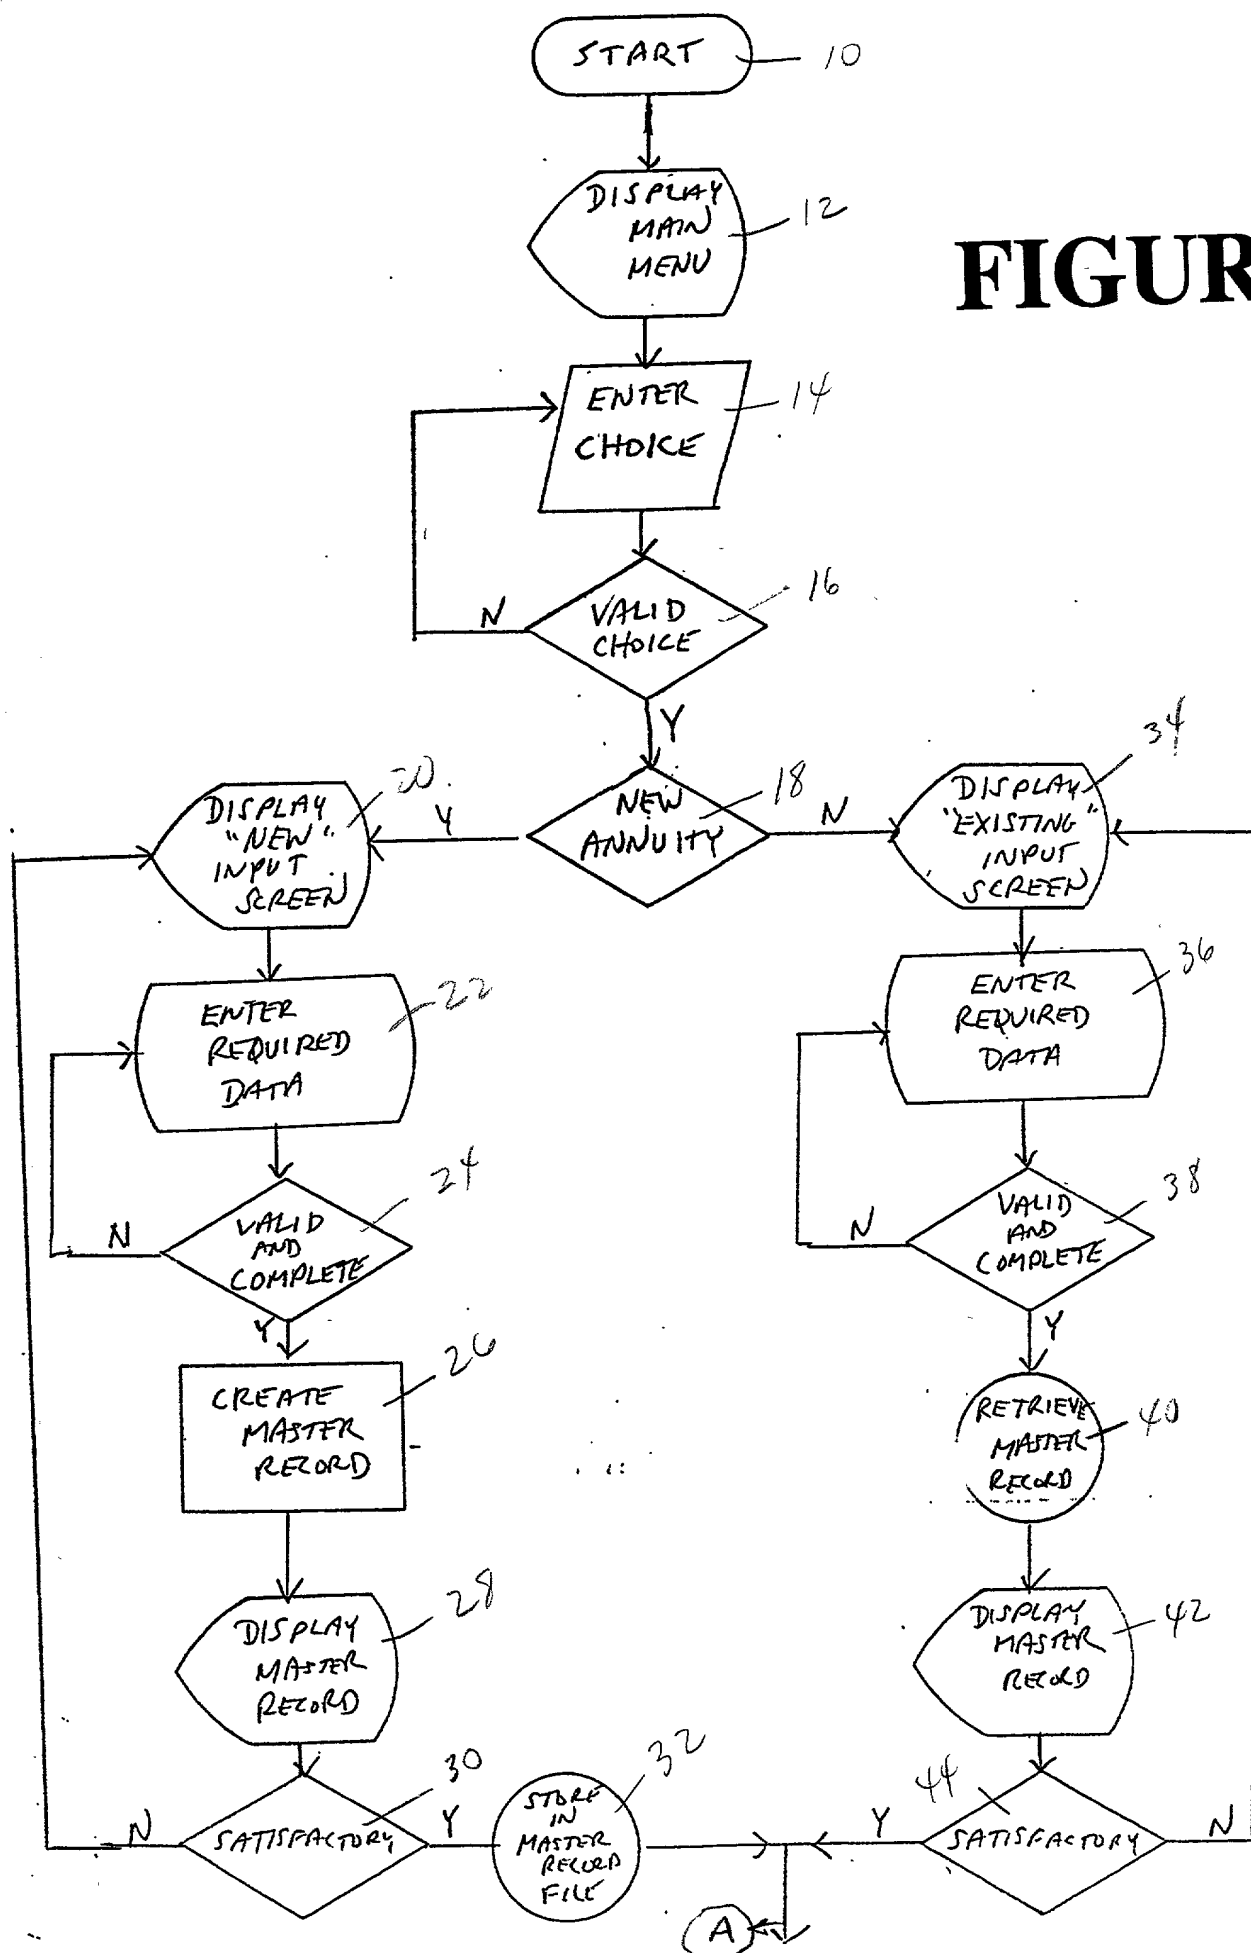 START
10
DISPLAY
MAIN
MENU
12
FIGUR
ENTER
CHOICE
14
VALID
CHOICE
16
N
Y
NEW
ANNUITY
18
Y
N
DISPLAY
"NEW"
INPUT
SCREEN
20
DISPLAY
"EXISTING"
INPUT
SCREEN
34
ENTER
REQUIRED
DATA
22
ENTER
REQUIRED
DATA
36
VALID
AND
COMPLETE
24
N
Y
VALID
AND
COMPLETE
38
N
Y
CREATE
MASTER
RECORD
26
RETRIEVE
MASTER
RECORD
40
DISPLAY
MASTER
RECORD
28
DISPLAY
MASTER
RECORD
42
N
SATISFACTORY
30
Y
STORE
IN
MASTER
RECORD
FILE
32
Y
SATISFACTORY
44
N
A